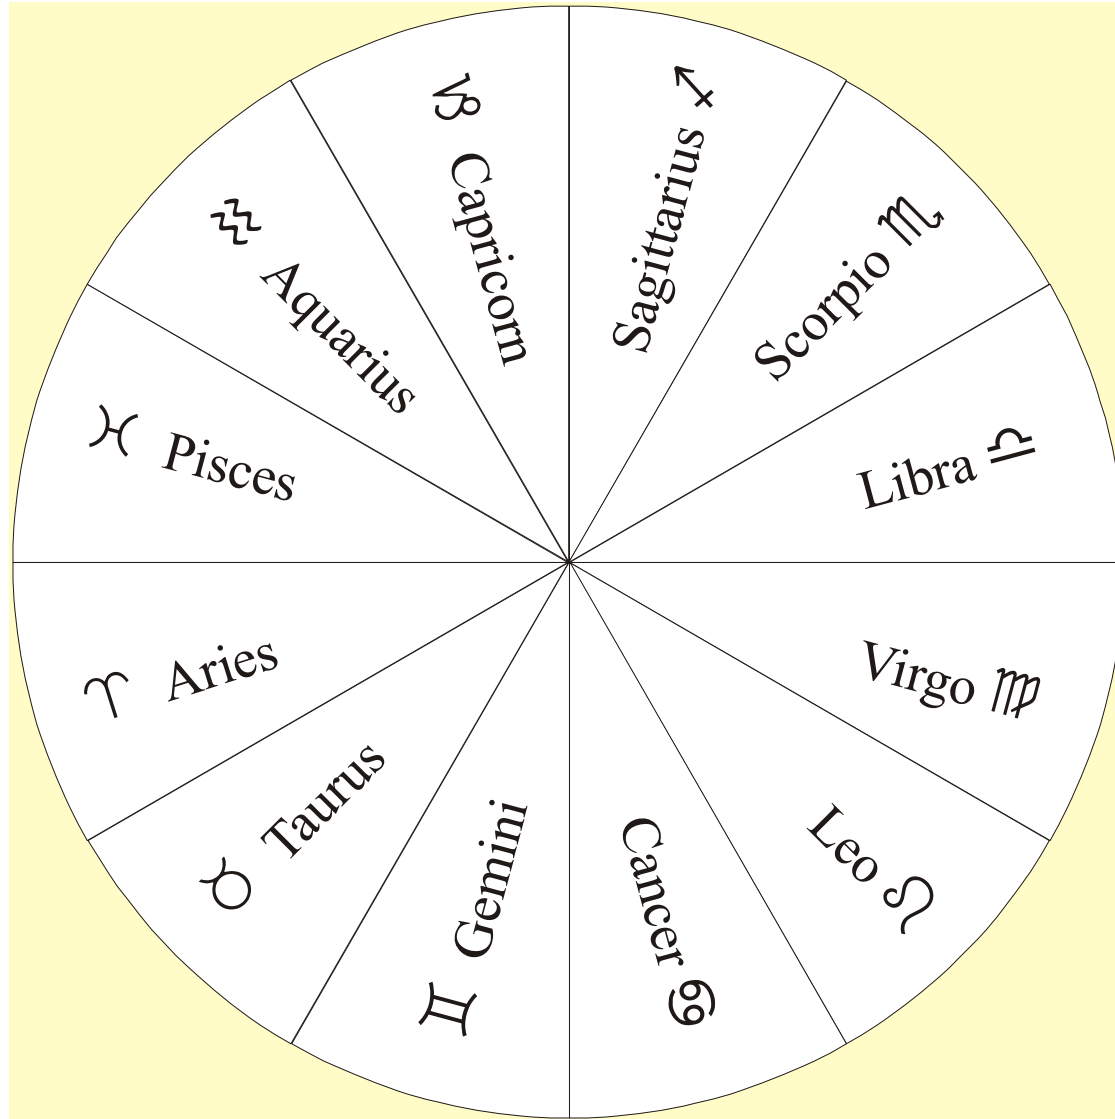 ♑ Capricorn
Sagittarius ♐
Scorpio ♏
Libra ♎
Virgo ♍
Leo ♌
Cancer ♋
♊ Gemini
♉ Taurus
♈ Aries
♓ Pisces
♒ Aquarius